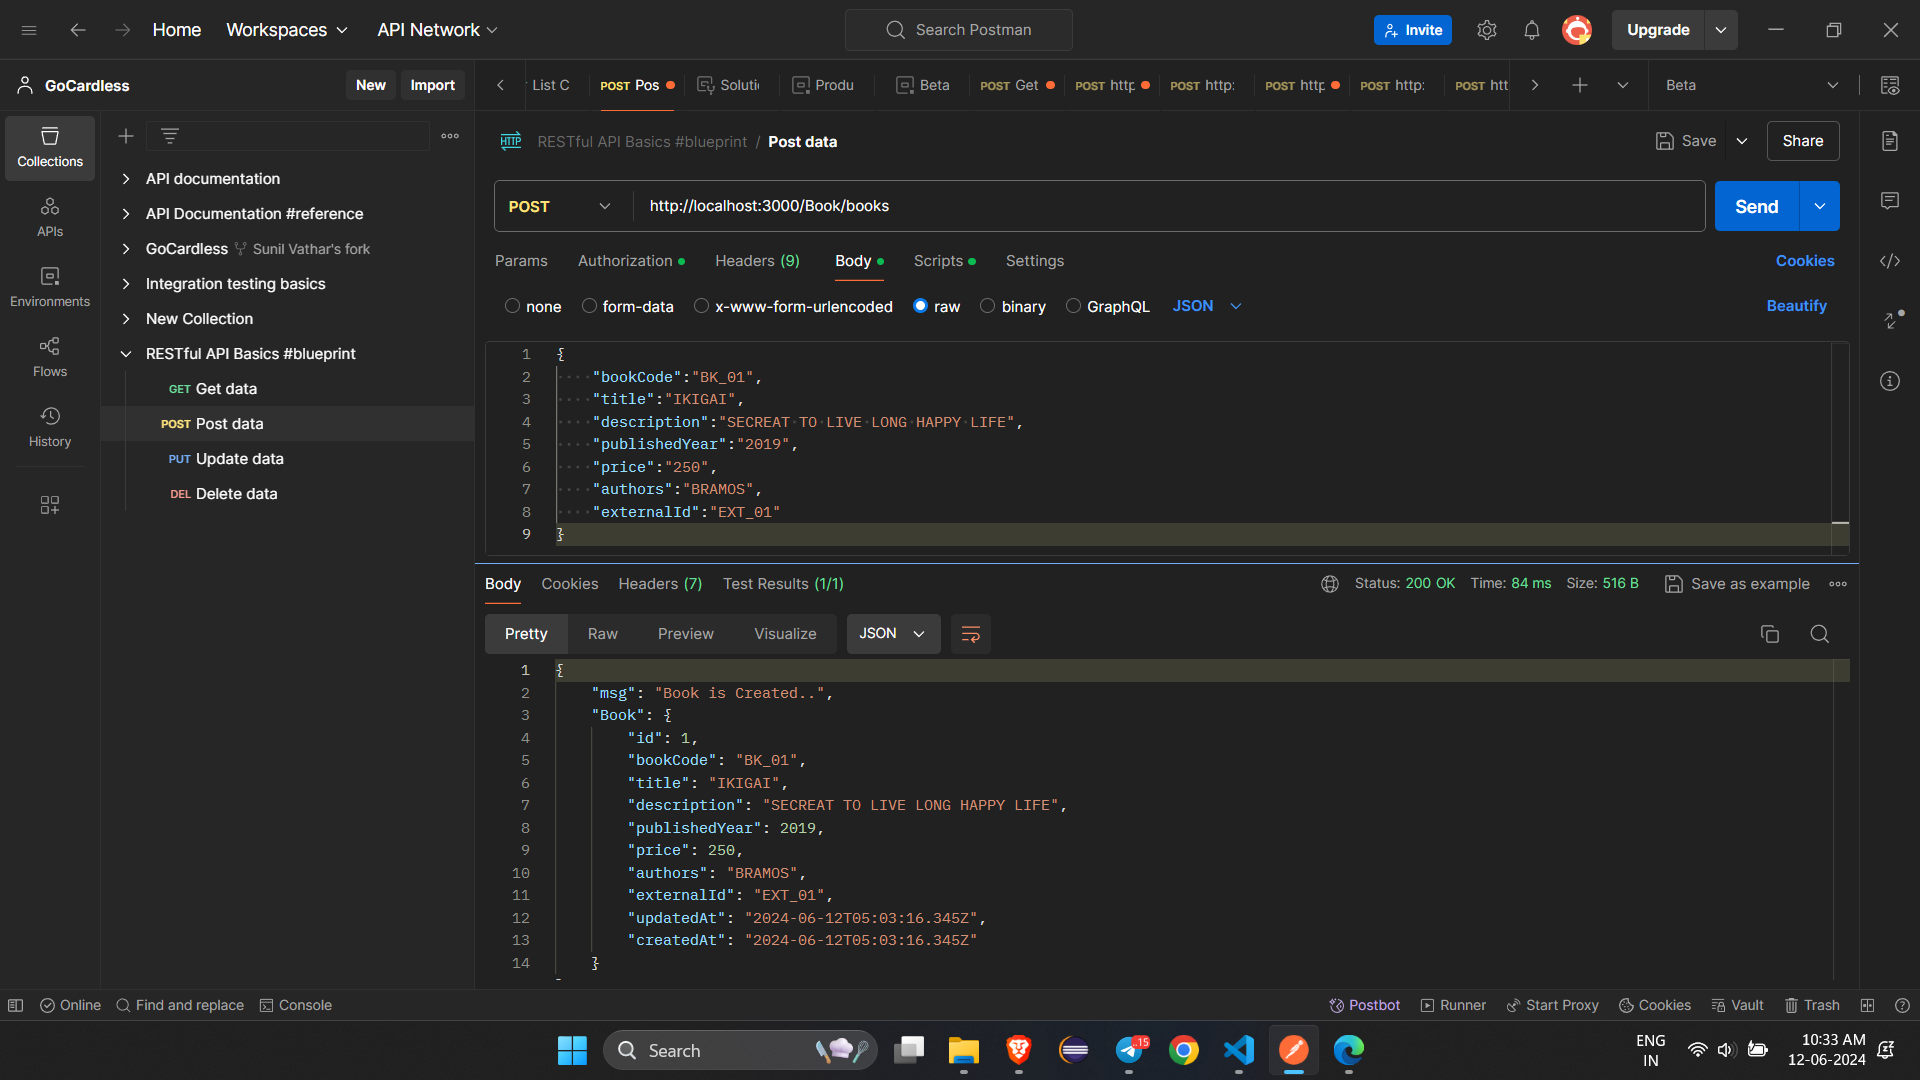 Home
Workspaces
API Network
Search Postman
Invite
Upgrade
GoCardless
New
Import
List C
POST Pos
Soluti
Produ
Beta
POST Get
POST http
POST http:
POST http
POST http:
POST htt
Beta
Collections
APIs
Environments
Flows
History
API documentation
API Documentation #reference
GoCardless Sunil Vathar's fork
Integration testing basics
New Collection
RESTful API Basics #blueprint
GET Get data
POST Post data
PUT Update data
DEL Delete data
HTTP RESTful API Basics #blueprint / Post data
Save
Share
POST http://localhost:3000/Book/books
Send
Params Authorization Headers (9) Body Scripts Settings
Cookies
none form-data x-www-form-urlencoded raw binary GraphQL JSON
Beautify
1 {
2 "bookCode":"BK_01",
3 "title":"IKIGAI",
4 "description":"SECREAT TO LIVE LONG HAPPY LIFE",
5 "publishedYear":"2019",
6 "price":"250",
7 "authors":"BRAMOS",
8 "externalId":"EXT_01"
9 }
Body Cookies Headers (7) Test Results (1/1)
Status: 200 OK Time: 84 ms Size: 516 B Save as example
Pretty Raw Preview Visualize JSON
1 {
2 "msg": "Book is Created..",
3 "Book": {
4 "id": 1,
5 "bookCode": "BK_01",
6 "title": "IKIGAI",
7 "description": "SECREAT TO LIVE LONG HAPPY LIFE",
8 "publishedYear": 2019,
9 "price": 250,
10 "authors": "BRAMOS",
11 "externalId": "EXT_01",
12 "updatedAt": "2024-06-12T05:03:16.345Z",
13 "createdAt": "2024-06-12T05:03:16.345Z"
14 }
Online Find and replace Console
Postbot Runner Start Proxy Cookies Vault Trash
Search
.15
ENG
IN
10:33 AM
12-06-2024